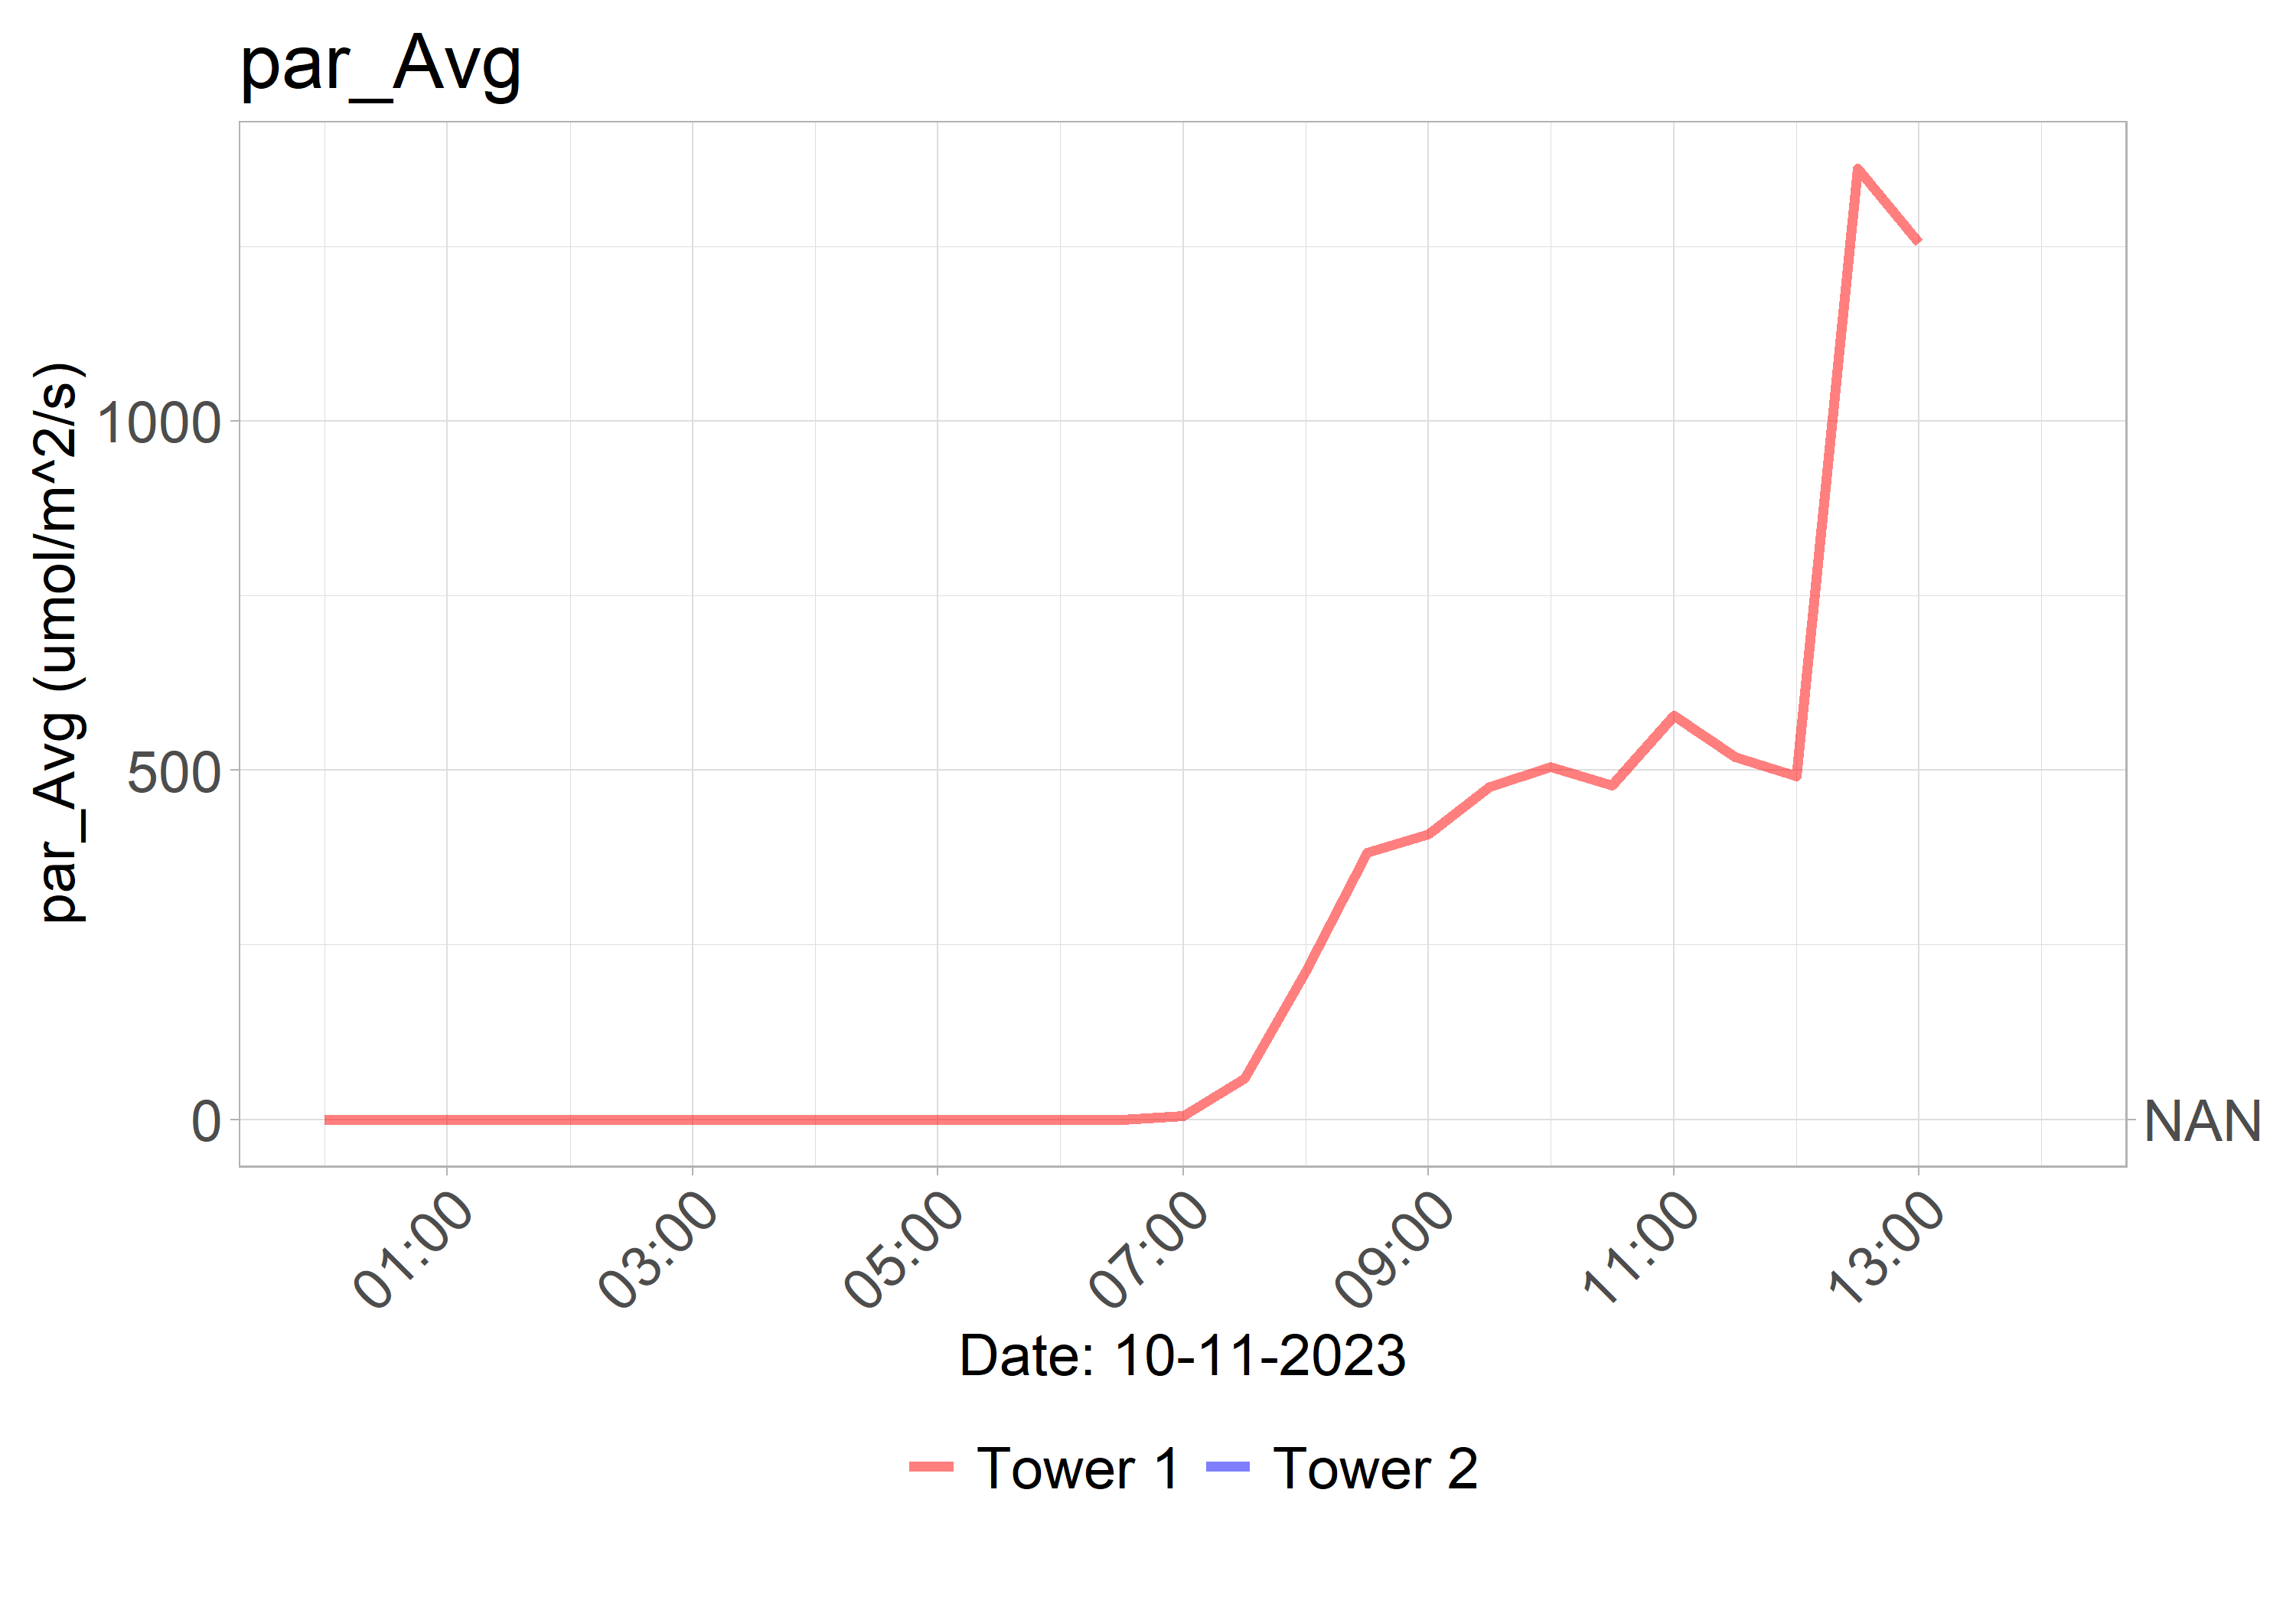 par_Avg
par_Avg (umol/m^2/s)
1000
500
0
NAN
01:00
03:00
05:00
07:00
09:00
11:00
13:00
Date: 10-11-2023
Tower 1
Tower 2